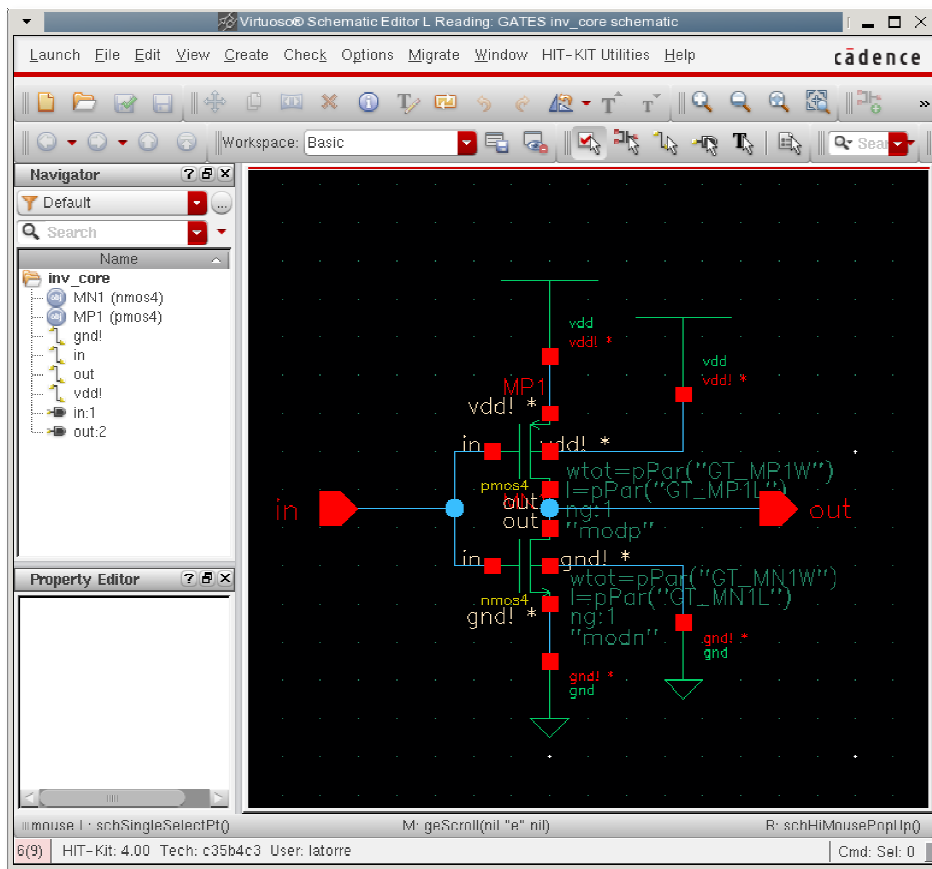 Virtuoso® Schematic Editor L Reading: GATES inv_core schematic
Launch File Edit View Create Check Options Migrate Window HIT-KIT Utilities Help cādence
Workspace: Basic
Navigator
Default
Search
Name
inv_core
MN1 (nmos4)
MP1 (pmos4)
gnd!
in
out
vdd!
in:1
out:2
Property Editor
vdd
vdd! *
vdd
vdd! *
MP1
vdd! *
in
vdd! *
wtot=pPar("GT_MP1W")
pmos4
l=pPar("GT_MP1L")
out
ng:1
in
out
out
"modp"
in
gnd! *
wtot=pPar("GT_MN1W")
nmos4
l=pPar("GT_MN1L")
gnd! *
ng:1
"modn"
gnd! *
gnd
gnd! *
gnd
mouse L: schSingleSelectPt() M: geScroll(nil "e" nil) R: schHiMousePopUp()
6(9) HIT-Kit: 4.00 Tech: c35b4c3 User: latorre Cmd: Sel: 0